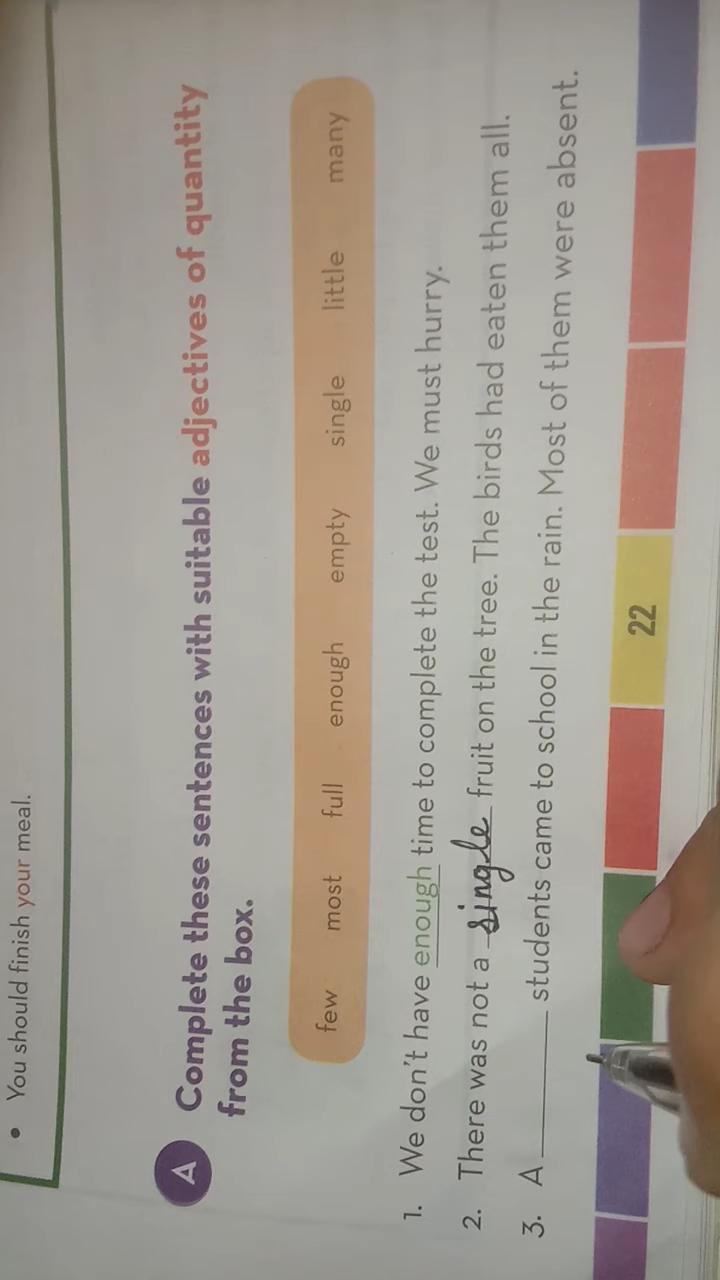 • You should finish your meal.
A Complete these sentences with suitable adjectives of quantity
from the box.
few most full enough empty single little many
1. We don't have enough time to complete the test. We must hurry.
2. There was not a single fruit on the tree. The birds had eaten them all.
3. A ________ students came to school in the rain. Most of them were absent.
22